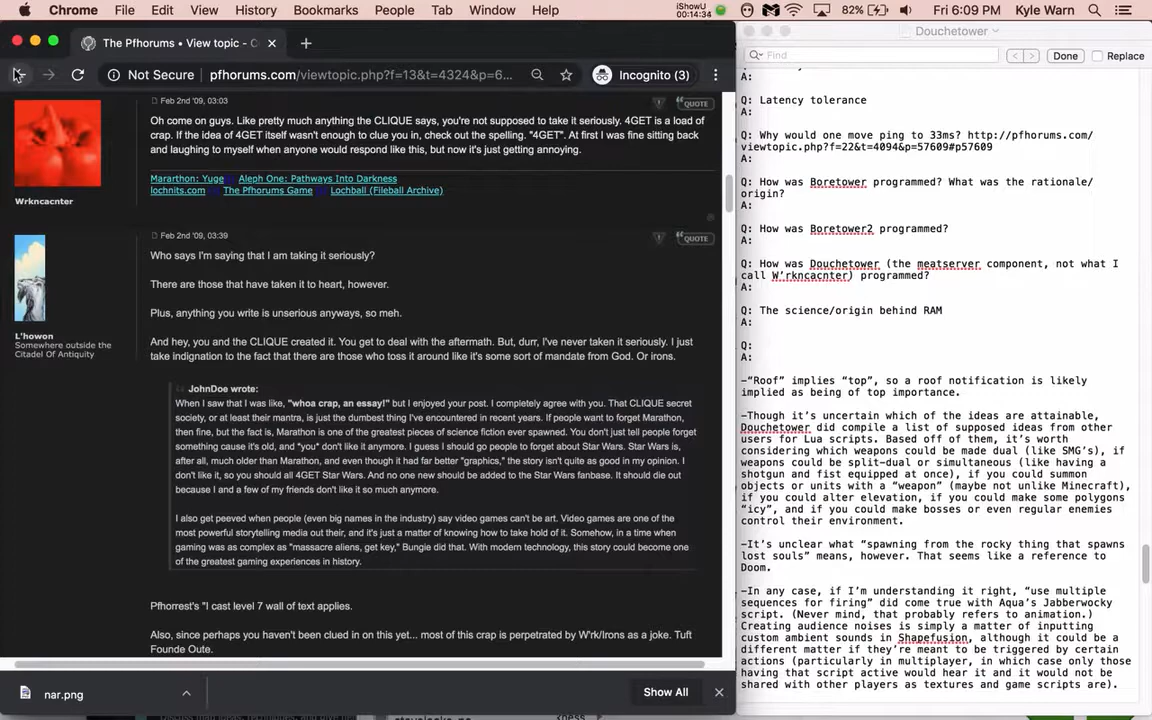 Chrome File Edit View History Bookmarks People Tab Window Help iShowU 00:14:34 82% Fri 6:09 PM Kyle Warn
The Pfhorums • View topic - C
Not Secure pfhorums.com/viewtopic.php?f=13&t=4324&p=6... Incognito (3)
Feb 2nd '09, 03:03
QUOTE
Oh come on guys. Like pretty much anything the CLIQUE says, you're not supposed to take it seriously. 4GET is a load of
crap. If the idea of 4GET itself wasn't enough to clue you in, check out the spelling. "4GET". At first I was fine sitting back
and laughing to myself when anyone would respond like this, but now it's just getting annoying.
Mararthon: Yuge Aleph One: Pathways Into Darkness
lochnits.com The Pfhorums Game Lochball (Fileball Archive)
Wrkncacnter
Feb 2nd '09, 03:39
QUOTE
Who says I'm saying that I am taking it seriously?
There are those that have taken it to heart, however.
Plus, anything you write is unserious anyways, so meh.
L'howon
Somewhere outside the
Citadel Of Antiquity
And hey, you and the CLIQUE created it. You get to deal with the aftermath. But, durr, I've never taken it seriously. I just
take indignation to the fact that there are those who toss it around like it's some sort of mandate from God. Or irons.
JohnDoe wrote:
When I saw that I was like, "whoa crap, an essay!" but I enjoyed your post. I completely agree with you. That CLIQUE secret
society, or at least their mantra, is just the dumbest thing I've encountered in recent years. If people want to forget Marathon,
then fine, but the fact is, Marathon is one of the greatest pieces of science fiction ever spawned. You don't just tell people forget
something cause it's old, and *you* don't like it anymore. I guess I should go people to forget about Star Wars. Star Wars is,
after all, much older than Marathon, and even though it had far better "graphics," the story isn't quite as good in my opinion. I
don't like it, so you should all 4GET Star Wars. And no one new should be added to the Star Wars fanbase. It should die out
because I and a few of my friends don't like it so much anymore.
I also get peeved when people (even big names in the industry) say video games can't be art. Video games are one of the
most powerful storytelling media out their, and it's just a matter of knowing how to take hold of it. Somehow, in a time when
gaming was as complex as "massacre aliens, get key," Bungie did that. With modern technology, this story could become one
of the greatest gaming experiences in history.
Pfhorrest's "I cast level 7 wall of text applies.
Also, since perhaps you haven't been clued in on this yet... most of this crap is perpetrated by W'rk/Irons as a joke. Tuft
Founde Oute.
nar.png
Show All
Douchetower
Find Done Replace
A:
Q: Latency tolerance
A:
Q: Why would one move ping to 33ms? http://pfhorums.com/
viewtopic.php?f=22&t=4094&p=57609#p57609
A:
Q: How was Boretower programmed? What was the rationale/
origin?
A:
Q: How was Boretower2 programmed?
A:
Q: How was Douchetower (the meatserver component, not what I
call W'rkncacnter) programmed?
A:
Q: The science/origin behind RAM
A:
Q:
A:
-“Roof” implies “top”, so a roof notification is likely
implied as being of top importance.
-Though it’s uncertain which of the ideas are attainable,
Douchetower did compile a list of supposed ideas from other
users for Lua scripts. Based off of them, it’s worth
considering which weapons could be made dual (like SMG’s), if
weapons could be split-dual or simultaneous (like having a
shotgun and fist equipped at once), if you could summon
objects or units with a “weapon” (maybe not unlike Minecraft),
if you could alter elevation, if you could make some polygons
“icy”, and if you could make bosses or even regular enemies
control their environment.
-It’s unclear what “spawning from the rocky thing that spawns
lost souls” means, however. That seems like a reference to
Doom.
-In any case, if I’m understanding it right, “use multiple
sequences for firing” did come true with Aqua’s Jabberwocky
script. (Never mind, that probably refers to animation.)
Creating audience noises is simply a matter of inputting
custom ambient sounds in Shapefusion, although it could be a
different matter if they’re meant to be triggered by certain
actions (particularly in multiplayer, in which case only those
having that script active would hear it and it would not be
shared with other players as textures and game scripts are).